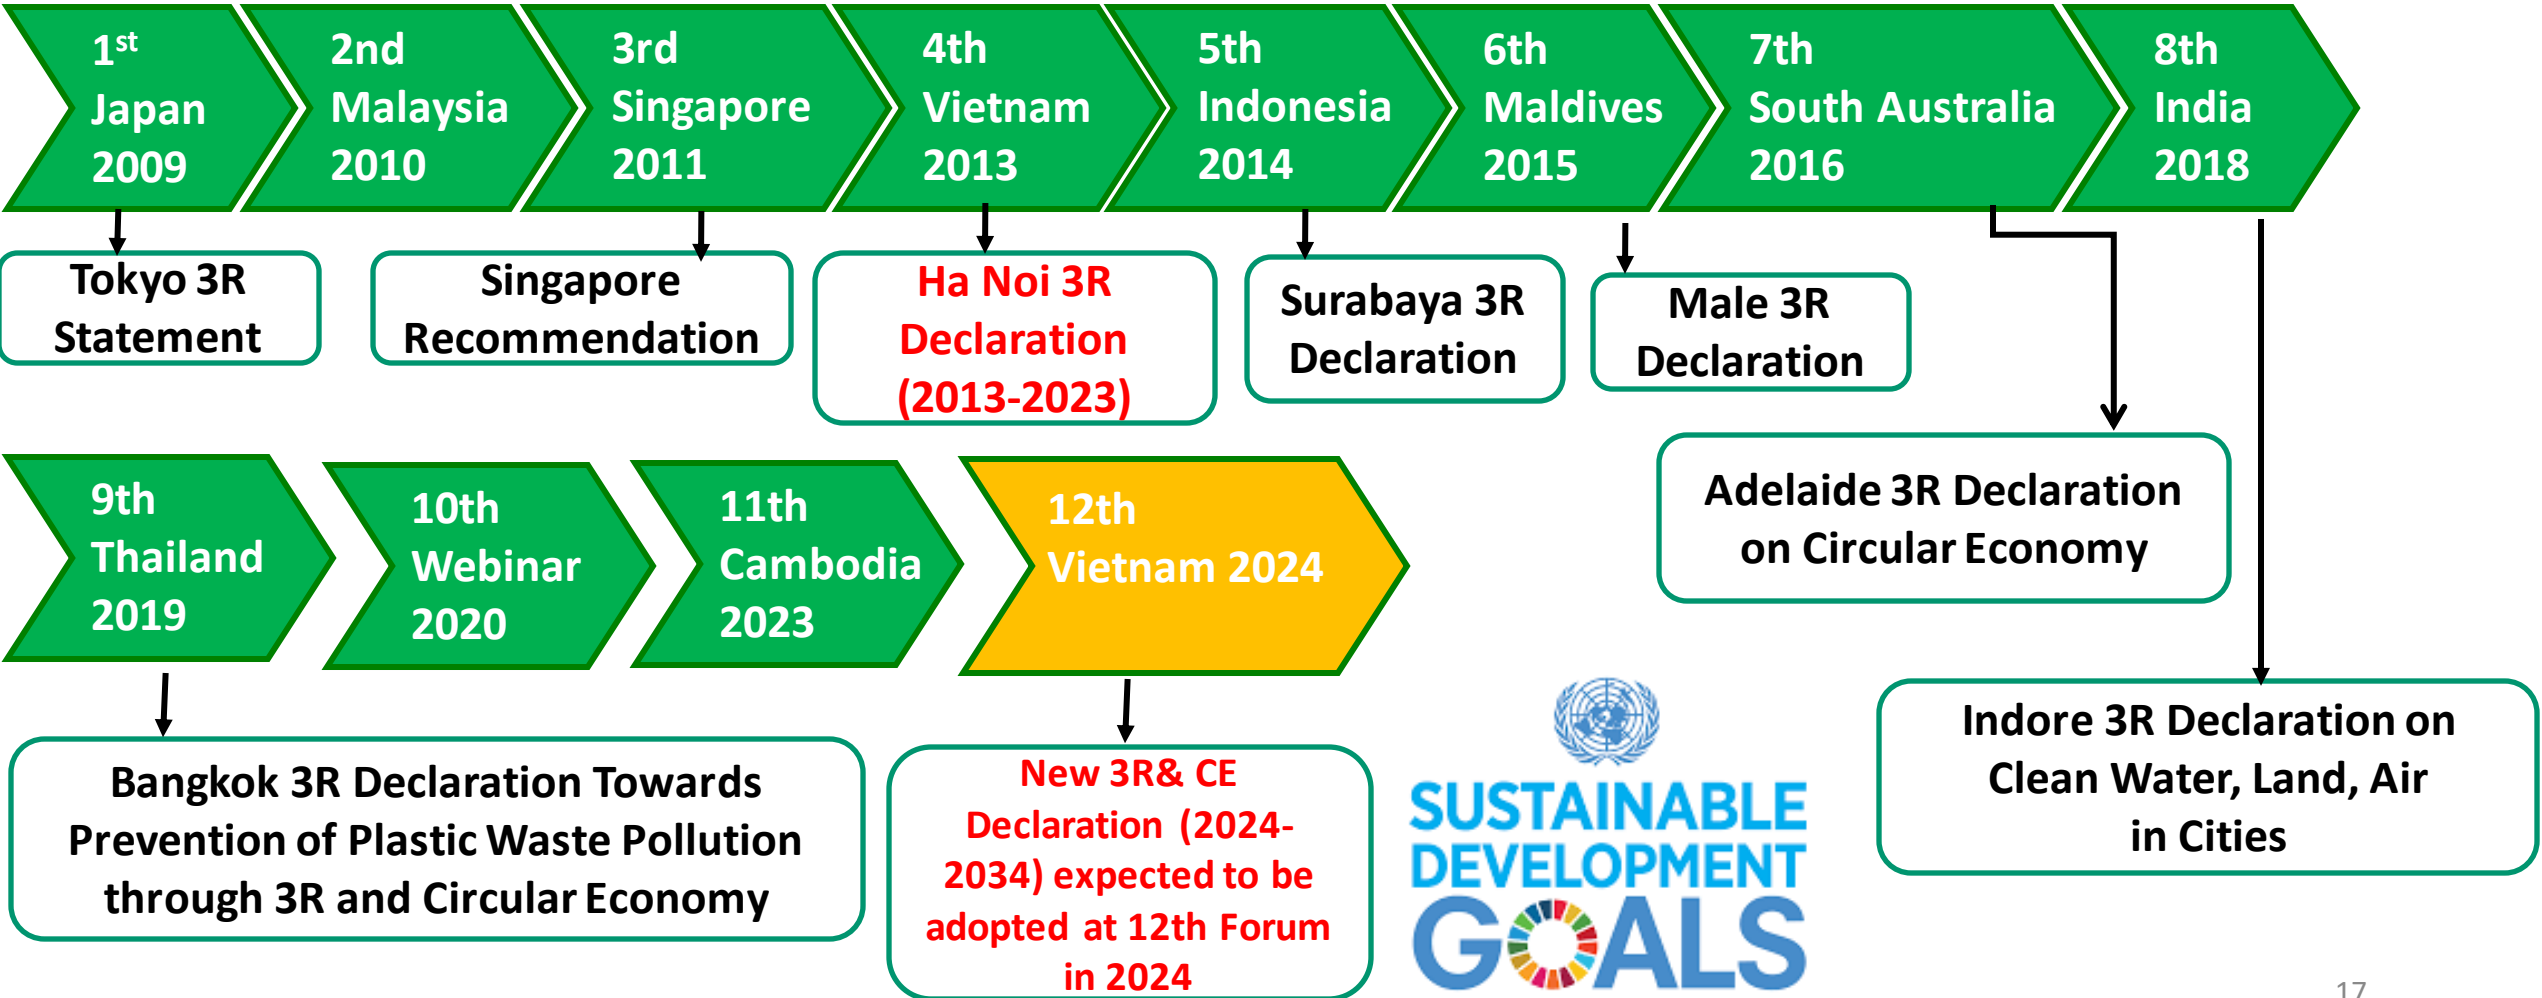 1st
Japan
2009
2nd
Malaysia
2010
3rd
Singapore
2011
4th
Vietnam
2013
5th
Indonesia
2014
6th
Maldives
2015
7th
South Australia
2016
8th
India
2018
Tokyo 3R
Statement
Singapore
Recommendation
Ha Noi 3R
Declaration
(2013-2023)
Surabaya 3R
Declaration
Male 3R
Declaration
Adelaide 3R Declaration
on Circular Economy
9th
Thailand
2019
10th
Webinar
2020
11th
Cambodia
2023
12th
Vietnam 2024
Bangkok 3R Declaration Towards
Prevention of Plastic Waste Pollution
through 3R and Circular Economy
New 3R& CE
Declaration (2024-
2034) expected to be
adopted at 12th Forum
in 2024
SUSTAINABLE
DEVELOPMENT
GOALS
Indore 3R Declaration on
Clean Water, Land, Air
in Cities
17